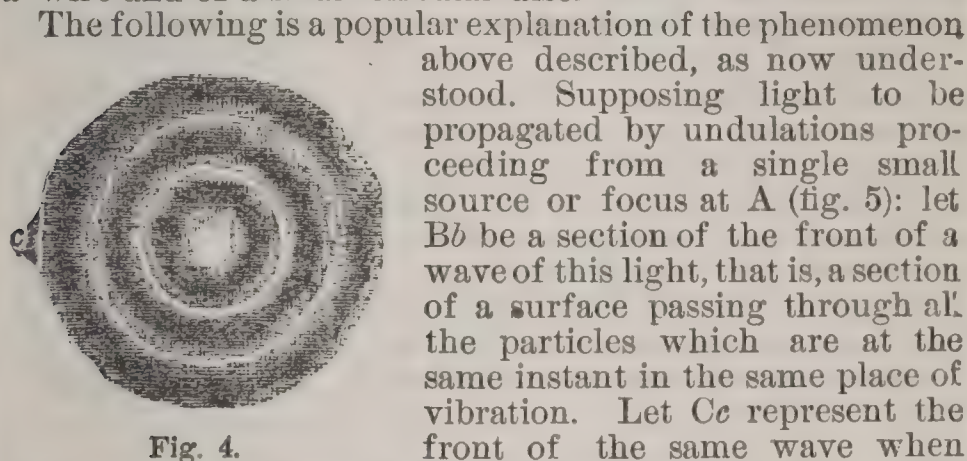 The following is a popular explanation of the phenomenon
above described, as now under-
stood. Supposing light to be
propagated by undulations pro-
ceeding from a single small
source or focus at A (fig. 5): let
Bb be a section of the front of a
wave of this light, that is, a section
of a surface passing through all
the particles which are at the
same instant in the same place of
vibration. Let Cc represent the
front of the same wave when
Fig. 4.